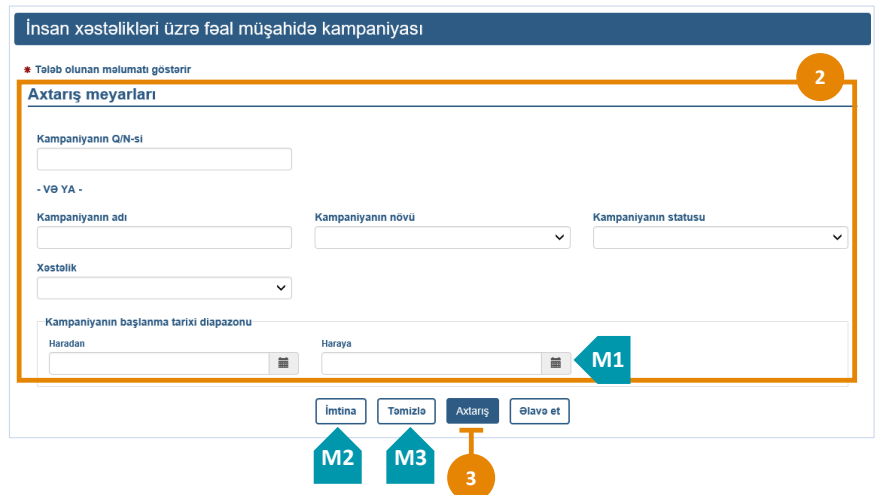 İnsan xəstəlikləri üzrə fəal müşahidə kampaniyası
* Tələb olunan məlumatı göstərir
2
Axtarış meyarları
Kampaniyanın Q/N-si
- VƏ YA -
Kampaniyanın adı
Kampaniyanın növü
Kampaniyanın statusu
Xəstəlik
Kampaniyanın başlanma tarixi diapazonu
Haradan
Haraya
M1
İmtina
Təmizlə
Axtarış
Əlavə et
M2
M3
3